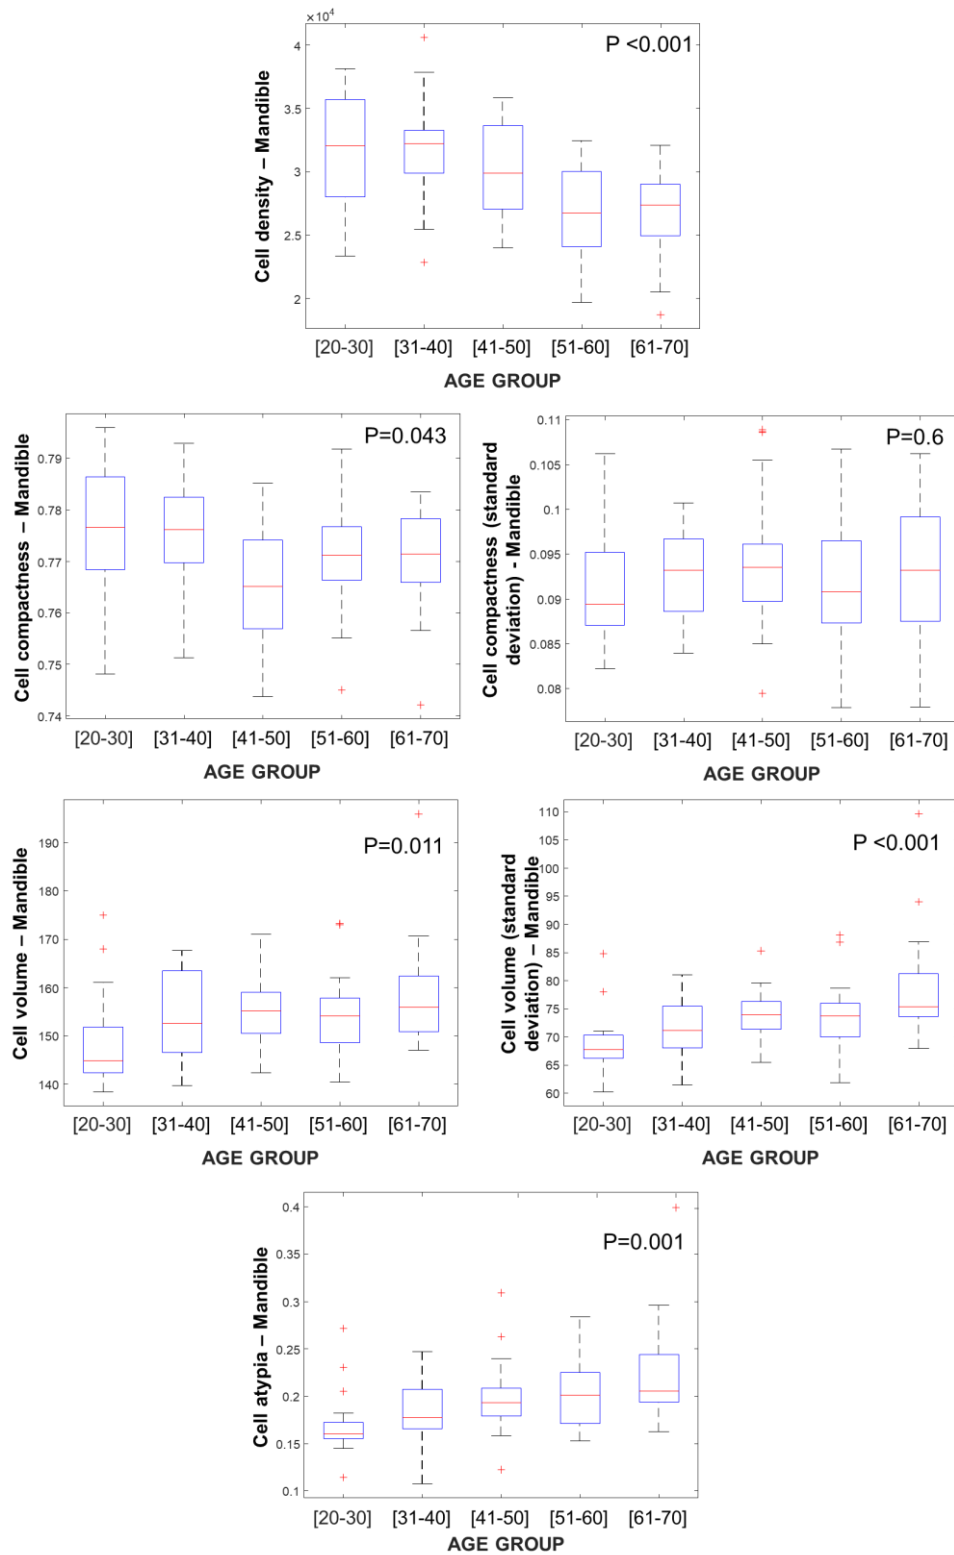 ×10⁴
P <0.001
4
3.5
3
2.5
2
Cell density – Mandible
[20-30] [31-40] [41-50] [51-60] [61-70]
AGE GROUP
P=0.043
0.79
0.78
0.77
0.76
0.75
0.74
Cell compactness – Mandible
[20-30] [31-40] [41-50] [51-60] [61-70]
AGE GROUP
P=0.6
0.11
0.105
0.1
0.095
0.09
0.085
0.08
Cell compactness (standard
deviation) - Mandible
[20-30] [31-40] [41-50] [51-60] [61-70]
AGE GROUP
P=0.011
190
180
170
160
150
140
Cell volume – Mandible
[20-30] [31-40] [41-50] [51-60] [61-70]
AGE GROUP
P <0.001
110
105
100
95
90
85
80
75
70
65
60
Cell volume (standard
deviation) – Mandible
[20-30] [31-40] [41-50] [51-60] [61-70]
AGE GROUP
P=0.001
0.4
0.35
0.3
0.25
0.2
0.15
0.1
Cell atypia – Mandible
[20-30] [31-40] [41-50] [51-60] [61-70]
AGE GROUP